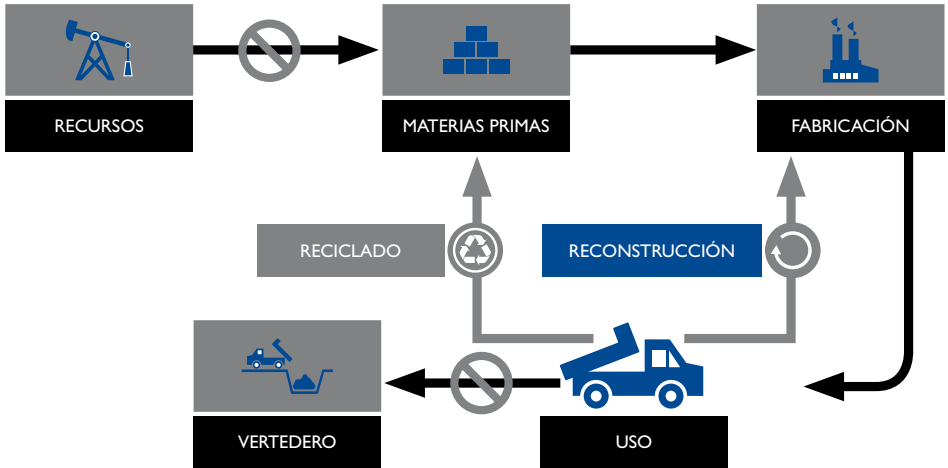 RECURSOS
MATERIAS PRIMAS
FABRICACIÓN
RECICLADO
RECONSTRUCCIÓN
VERTEDERO
USO